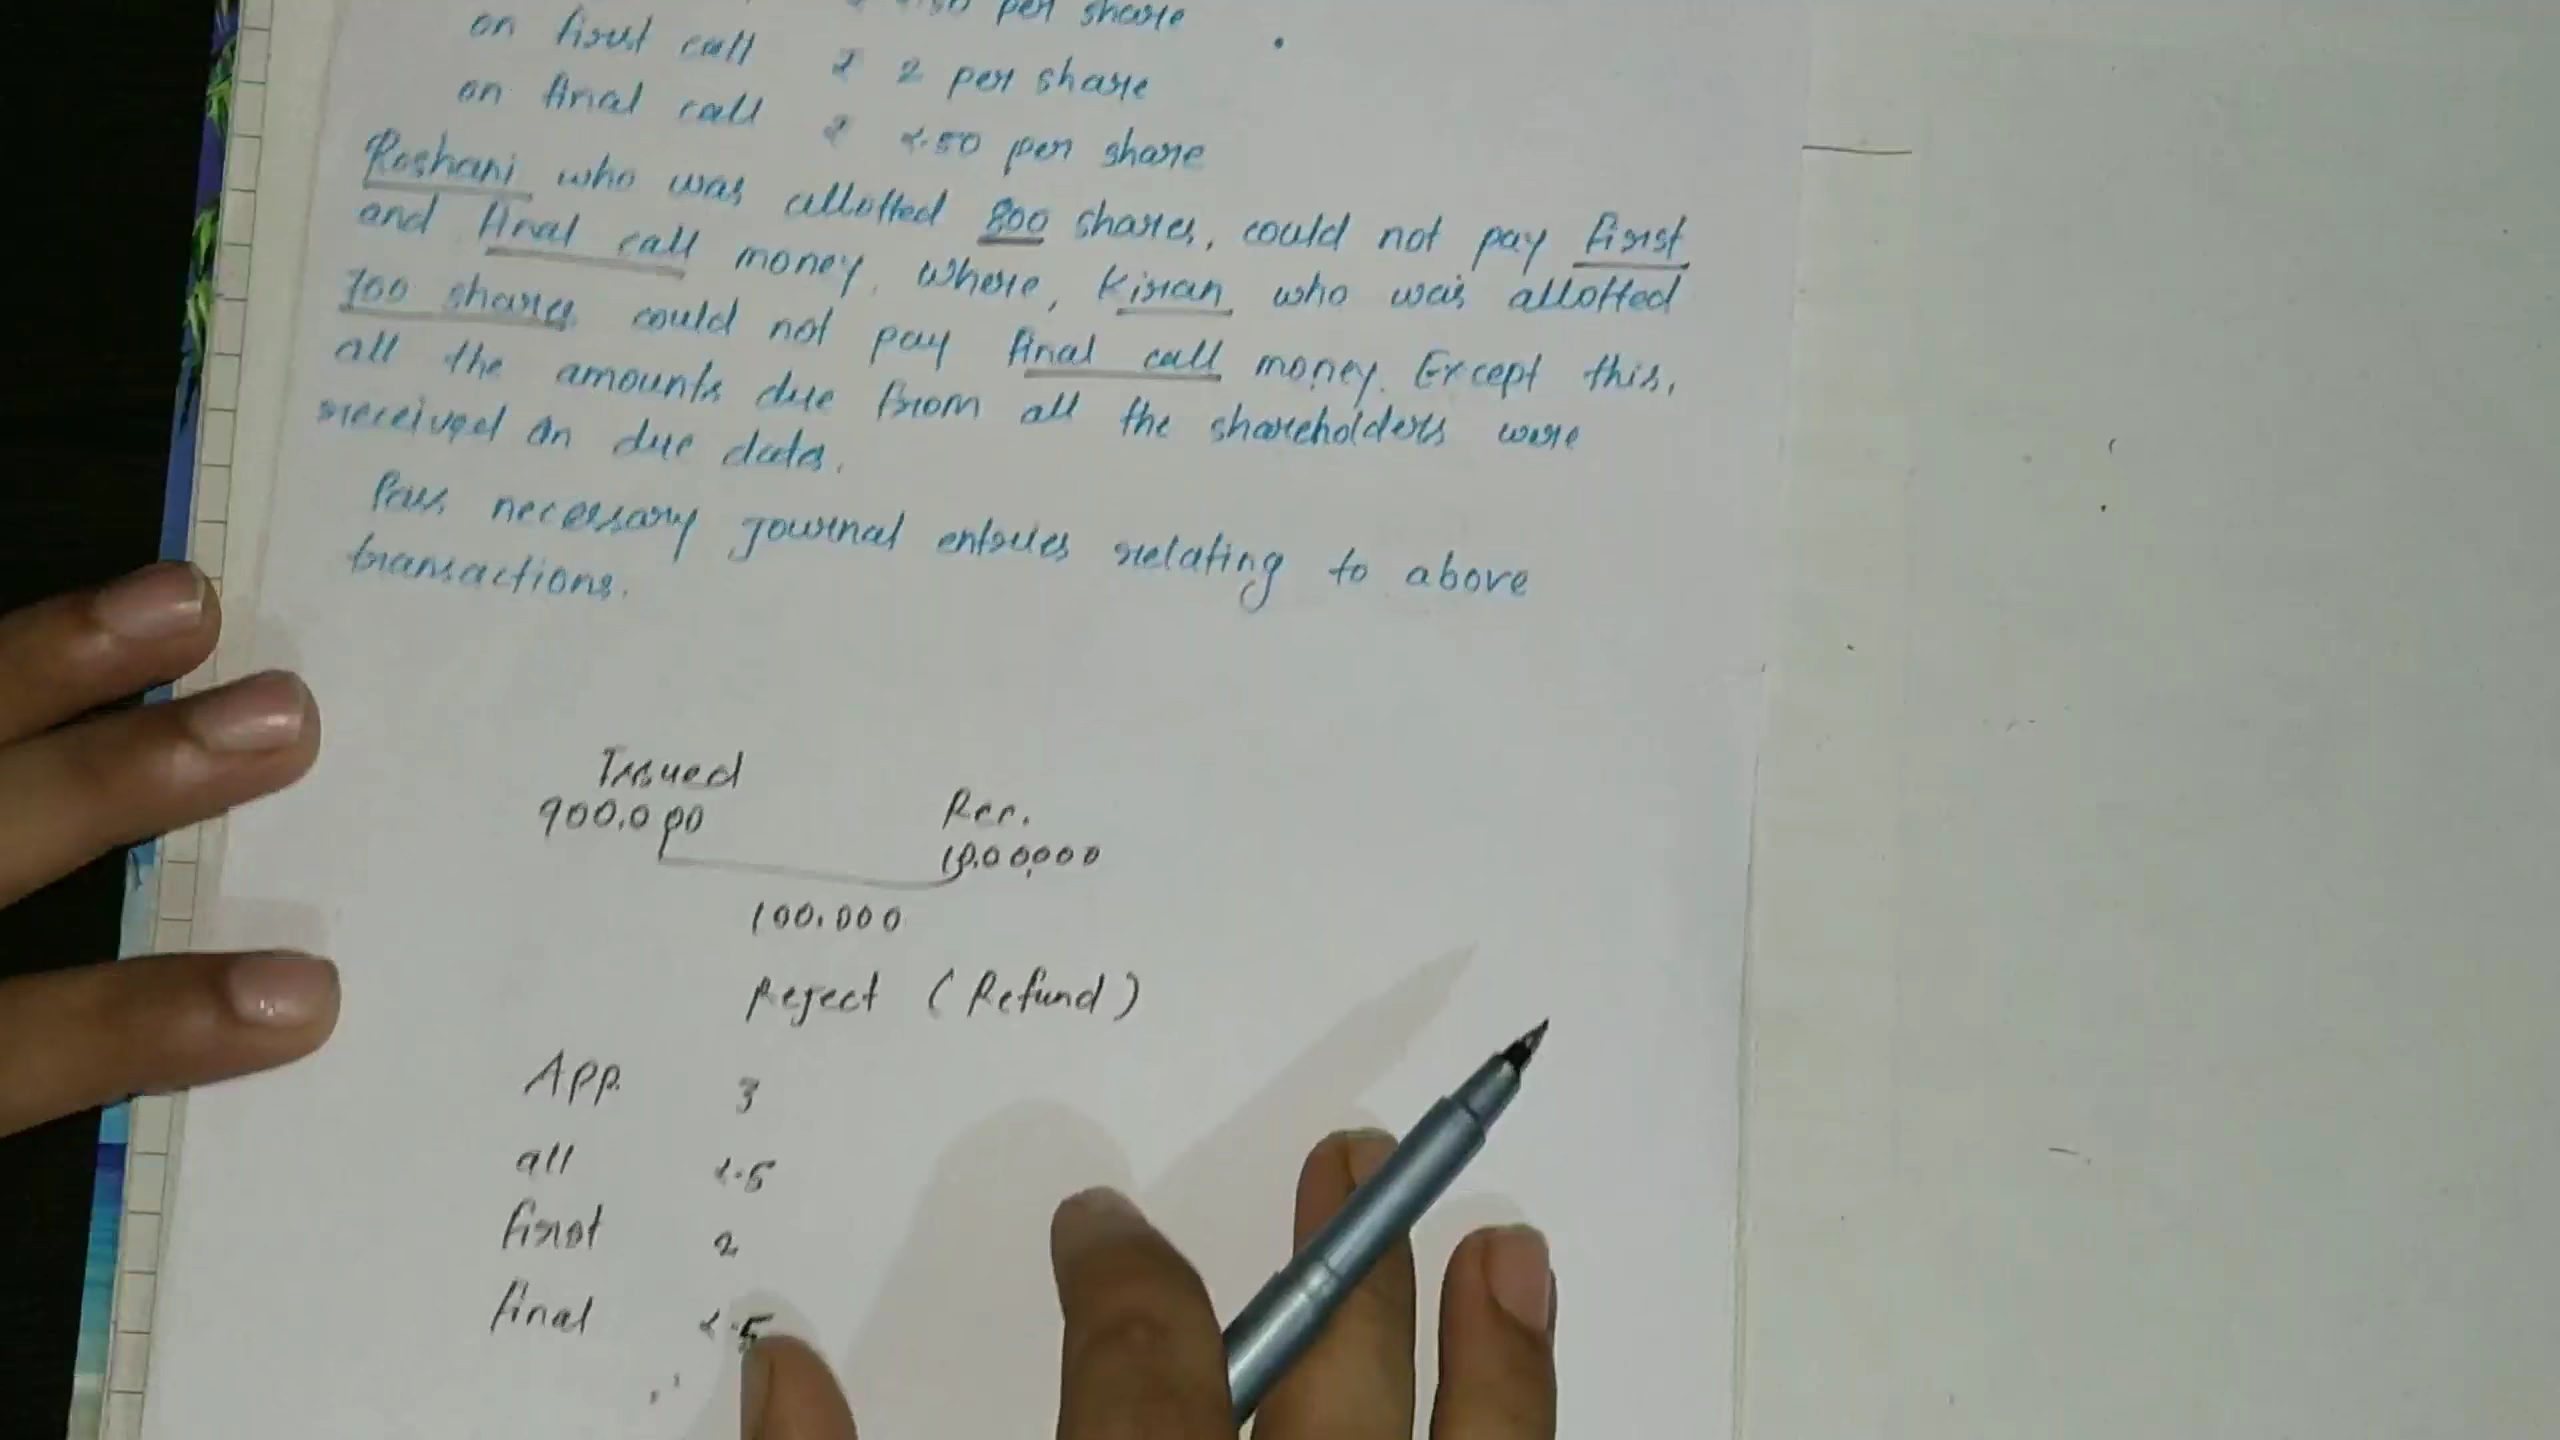 per share
on first call ₹ 2 per share
on final call ₹ 2.50 per share
Roshani who was allotted 800 shares, could not pay first
and final call money. Where, Kiran who was allotted
700 shares could not pay final call money. Except this,
all the amounts due from all the shareholders were
received on due date.
Pass necessary journal entries relating to above
transactions.
Issued
900,000
Rec.
10,00,000
100,000
Reject (Refund)
App. 3
all 2.5
first 2
final 2.5